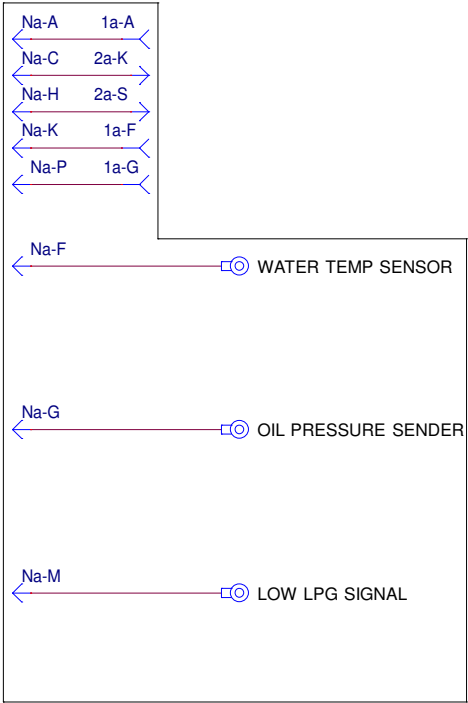 Na-A 1a-A
Na-C 2a-K
Na-H 2a-S
Na-K 1a-F
Na-P 1a-G
Na-F
WATER TEMP SENSOR
Na-G
OIL PRESSURE SENDER
Na-M
LOW LPG SIGNAL